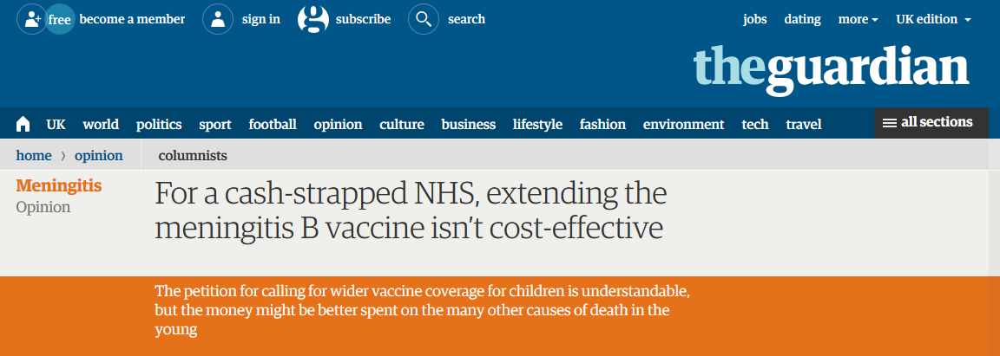 free become a member sign in subscribe search jobs dating more UK edition
theguardian
UK world politics sport football opinion culture business lifestyle fashion environment tech travel all sections
home › opinion columnists
Meningitis
Opinion
For a cash-strapped NHS, extending the
meningitis B vaccine isn't cost-effective
The petition for calling for wider vaccine coverage for children is understandable,
but the money might be better spent on the many other causes of death in the
young